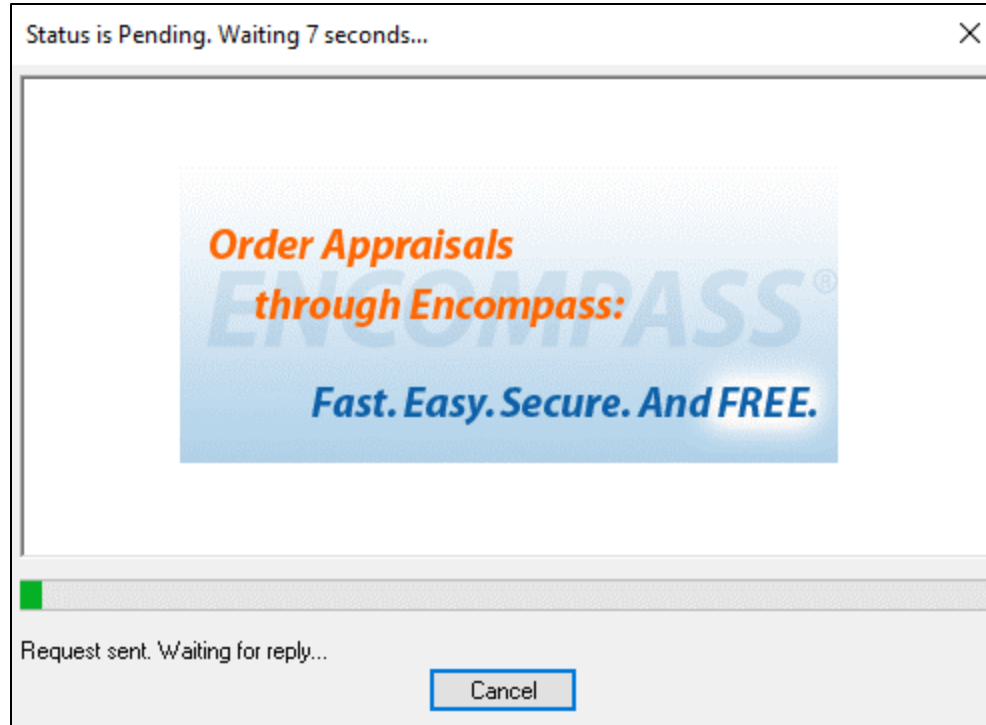 Status is Pending. Waiting 7 seconds...
Order Appraisals
ENCOMPASS®
through Encompass:
Fast. Easy. Secure. And FREE.
Request sent. Waiting for reply...
Cancel